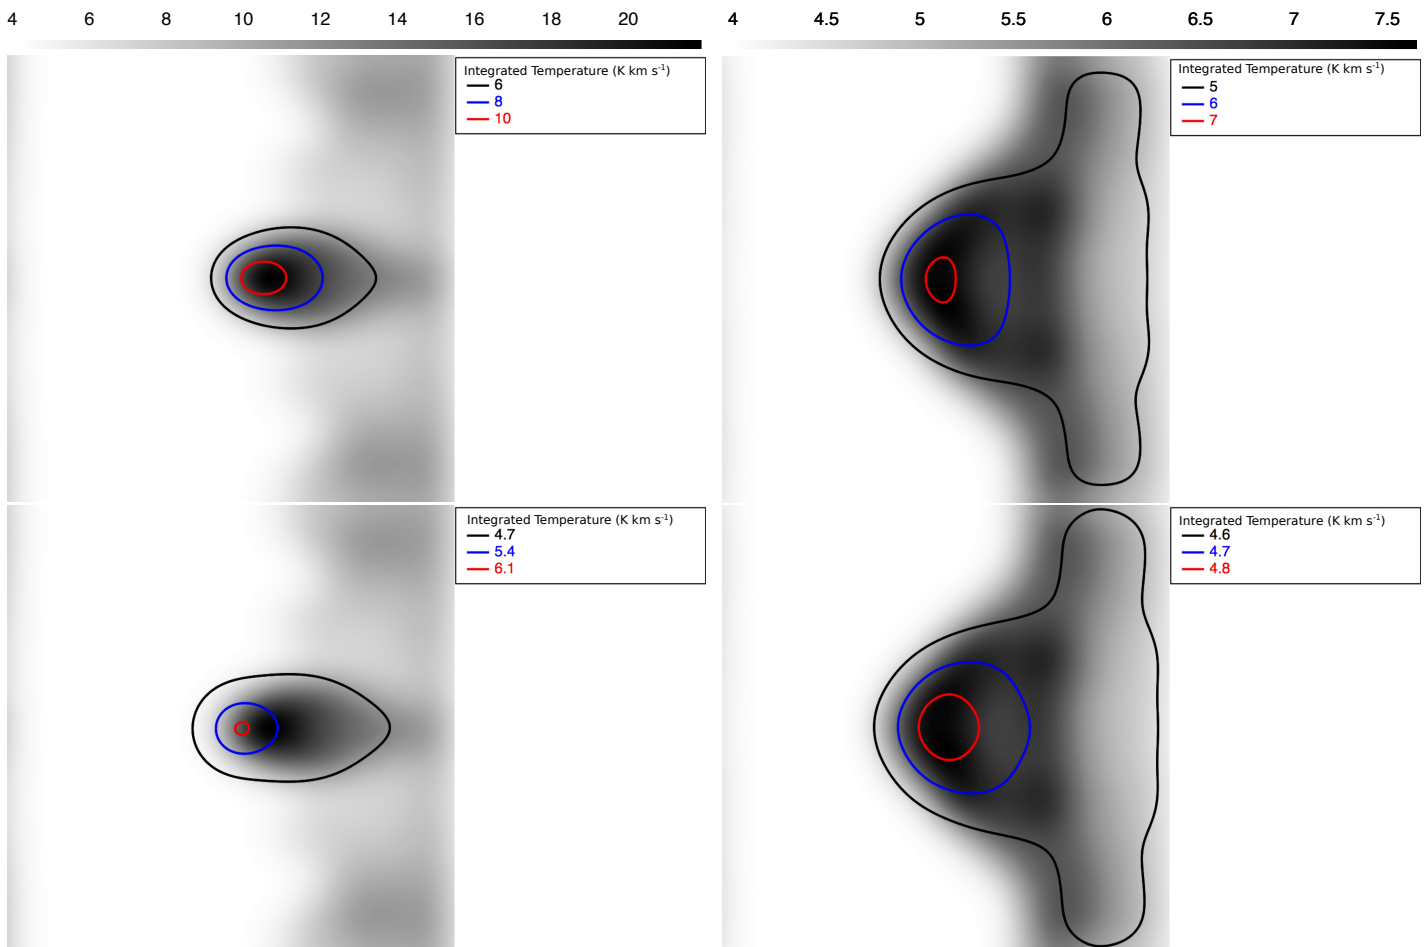 4 6 8 10 12 14 16 18 20
4 4.5 5 5.5 6 6.5 7 7.5
Integrated Temperature (K km s⁻¹)
6
8
10
Integrated Temperature (K km s⁻¹)
5
6
7
Integrated Temperature (K km s⁻¹)
4.7
5.4
6.1
Integrated Temperature (K km s⁻¹)
4.6
4.7
4.8